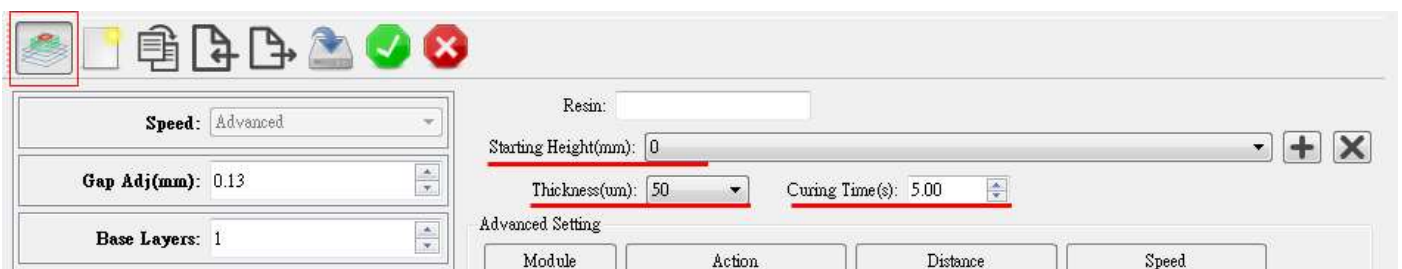 Resin:
Speed: Advanced
Starting Height(mm): 0
Gap Adj(mm): 0.13
Thickness(um): 50 Curing Time(s): 5.00
Base Layers: 1
Advanced Setting
Module Action Distance Speed